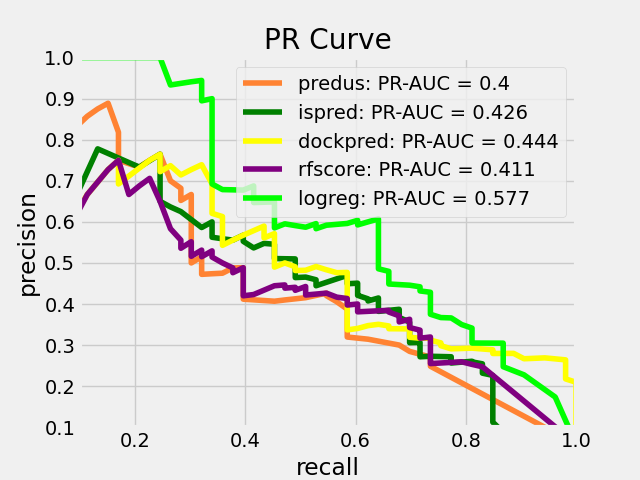 PR Curve
predus: PR-AUC = 0.4
ispred: PR-AUC = 0.426
dockpred: PR-AUC = 0.444
rfscore: PR-AUC = 0.411
logreg: PR-AUC = 0.577
precision
1.0
0.9
0.8
0.7
0.6
0.5
0.4
0.3
0.2
0.1
0.2 0.4 0.6 0.8 1.0
recall